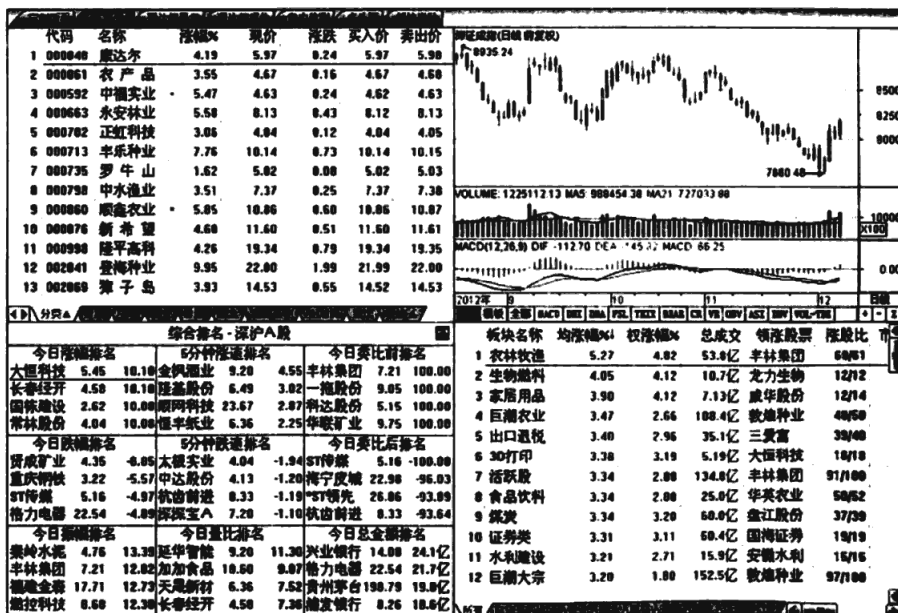 代码 名称 涨幅% 现价 涨跌 买入价 卖出价
1 000048 康达尔 4.19 5.97 0.24 5.97 5.98
2 000061 农产品 3.55 4.67 0.16 4.67 4.68
3 000592 中福实业 5.47 4.63 0.24 4.62 4.63
4 000663 永安林业 5.58 8.13 0.43 8.12 8.13
5 000702 正虹科技 3.06 4.04 0.12 4.04 4.05
6 000713 丰乐种业 7.76 10.14 0.73 10.14 10.15
7 000735 罗牛山 1.62 5.02 0.08 5.02 5.03
8 000798 中水渔业 3.51 7.37 0.25 7.37 7.38
9 000860 顺鑫农业 5.85 10.86 0.60 10.86 10.87
10 000876 新希望 4.60 11.60 0.51 11.60 11.61
11 000998 隆平高科 4.26 19.34 0.79 19.34 19.35
12 002041 登海种业 9.95 22.00 1.99 21.99 22.00
13 002069 獐子岛 3.93 14.53 0.55 14.52 14.53
分类▲
(日线 前复权)
8935.24
8500
8250
8000
7660.48
VOLUME: 1225112.13 MA5: 988454.38 MA21: 727033.88
10000
X100
MACD(12,26,9) DIF -112.70 DEA -145.82 MACD 66.25
0.00
2012年 9 10 11 12 日线
综合排名-深沪A股
今日涨幅排名 5分钟涨速排名 今日委比前排名
大恒科技 5.45 10.10 金枫酒业 9.20 4.55 丰林集团 7.21 100.00
长春经开 4.58 10.10 隆基股份 6.49 3.02 一拖股份 9.05 100.00
国栋建设 2.62 10.08 顺网科技 23.67 2.87 科达股份 5.15 100.00
常林股份 4.04 10.08 恒丰纸业 6.36 2.25 华联矿业 9.75 100.00
今日跌幅排名 5分钟跌速排名 今日委比后排名
贤成矿业 4.35 -6.85 太极实业 4.04 -1.94 ST传媒 5.16 -100.00
重庆钢铁 3.22 -5.57 中达股份 4.13 -1.20 海宁皮城 22.98 -96.03
ST传媒 5.16 -4.97 杭齿前进 8.33 -1.19 *ST领先 26.86 -93.89
格力电器 22.54 -4.89 深深宝A 7.20 -1.10 杭齿前进 8.33 -93.64
今日振幅排名 今日量比排名 今日总金额排名
秦岭水泥 4.76 13.39 延华智能 9.20 11.30 兴业银行 14.08 24.1亿
丰林集团 7.21 12.82 加加食品 10.60 9.87 格力电器 22.54 21.7亿
福建金森 17.71 12.73 天晟新材 6.36 7.52 贵州茅台 198.79 19.8亿
融控科技 8.68 12.30 长春经开 4.58 7.36 浦发银行 8.26 18.6亿
板块名称 均涨幅% 权涨幅% 总成交 领涨股票 涨股比
1 农林牧渔 5.27 4.82 53.8亿 丰林集团 60/61
2 生物燃料 4.05 4.12 10.7亿 龙力生物 12/12
3 家居用品 3.90 4.12 7.13亿 威华股份 12/14
4 巨潮农业 3.47 2.66 108.4亿 敦煌种业 48/50
5 出口退税 3.40 2.96 35.1亿 三爱富 39/40
6 3D打印 3.38 3.19 5.19亿 大恒科技 18/18
7 活跃股 3.34 2.88 134.8亿 丰林集团 91/100
8 食品饮料 3.34 2.00 25.0亿 华英农业 58/62
9 煤炭 3.34 3.20 60.0亿 盘江股份 37/39
10 证券类 3.31 3.11 60.4亿 国海证券 19/19
11 水利建设 3.21 2.71 15.9亿 安徽水利 16/16
12 巨潮大宗 3.20 1.80 152.5亿 敦煌种业 97/100